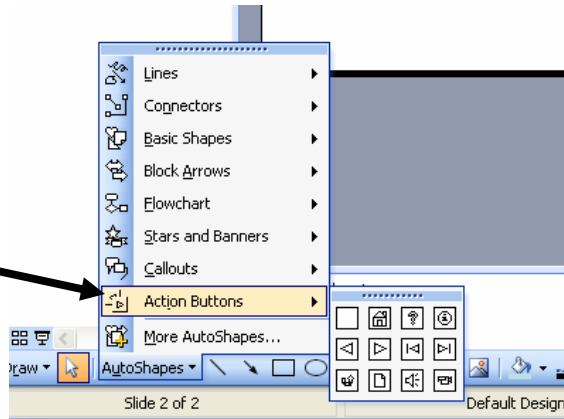 Lines
Connectors
Basic Shapes
Block Arrows
Flowchart
Stars and Banners
Callouts
Action Buttons
More AutoShapes...
AutoShapes
Slide 2 of 2
Default Design